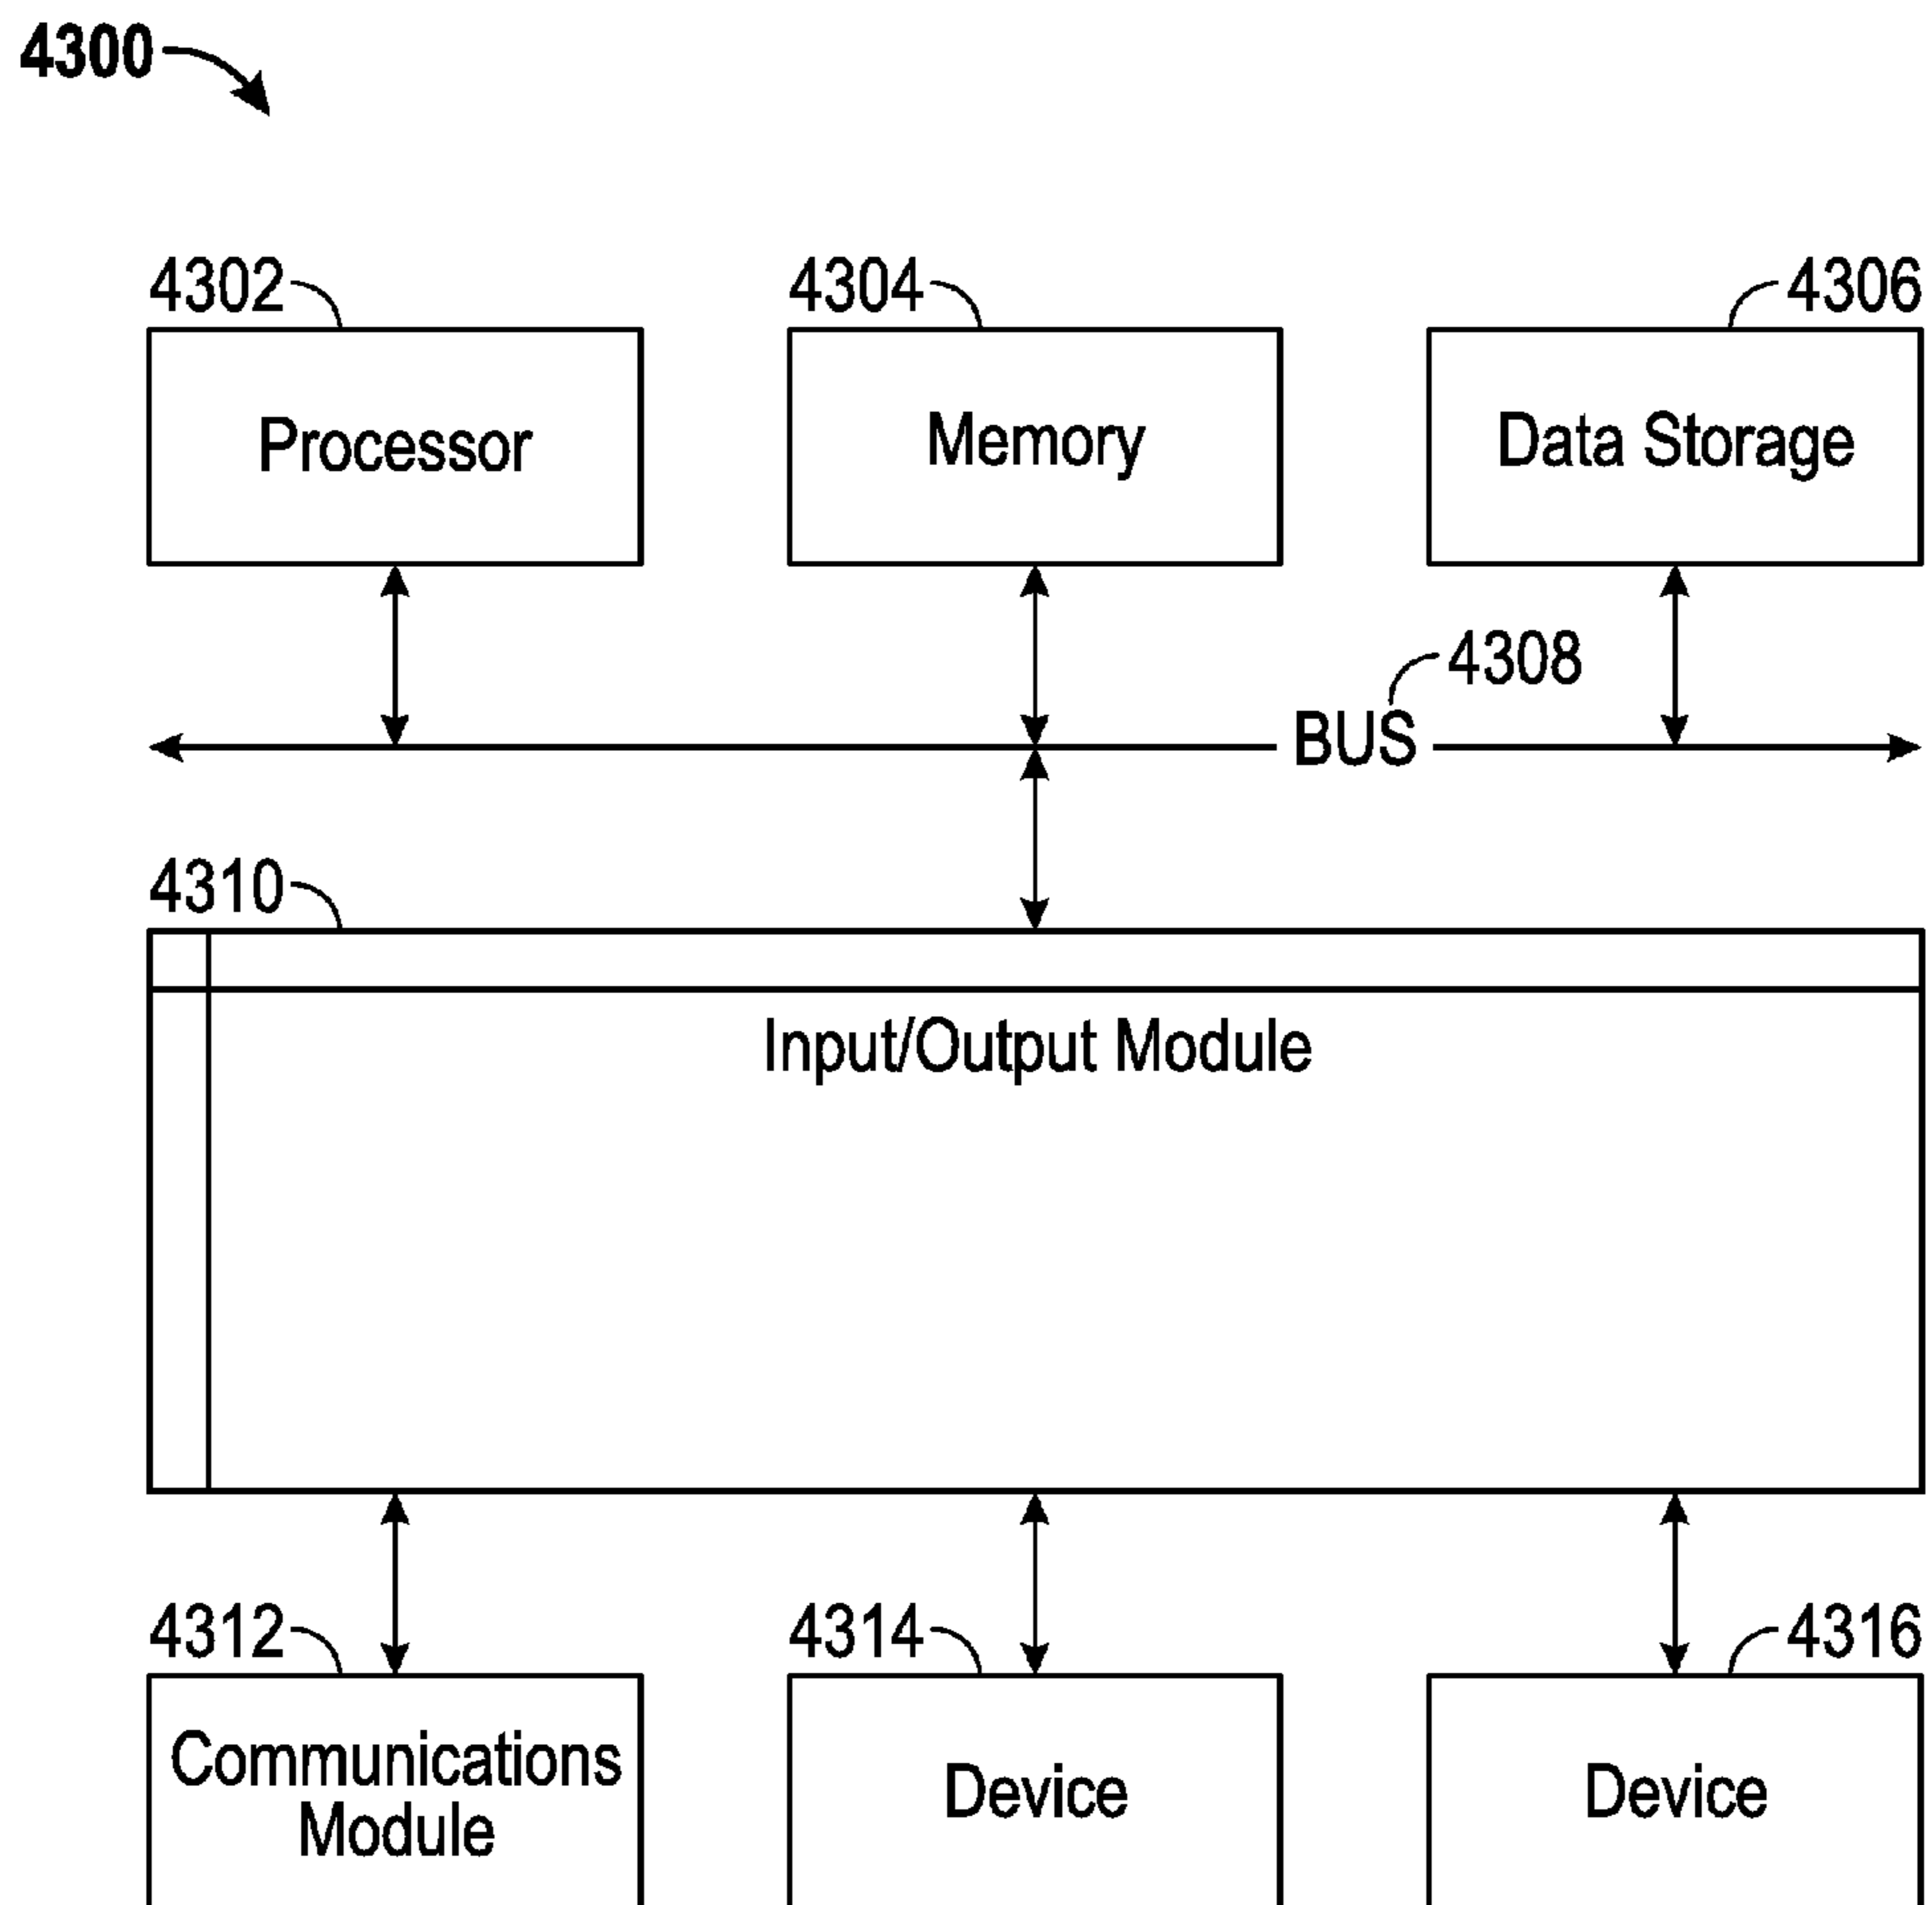 4300
4302
4304
4306
Processor
Memory
Data Storage
4308
BUS
4310
Input/Output Module
4312
4314
4316
Communications
Module
Device
Device